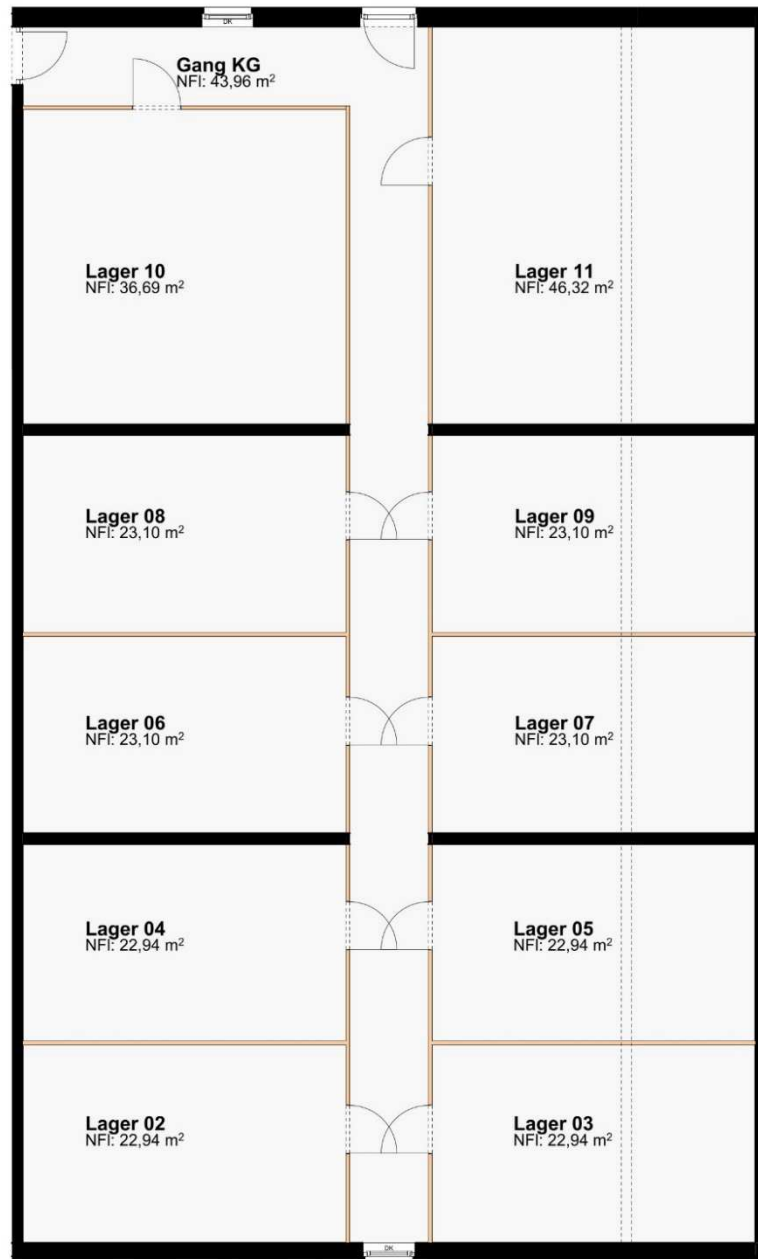 DK
Gang KG
NFl: 43,96 m²
Lager 10
NFl: 36,69 m²
Lager 11
NFl: 46,32 m²
Lager 08
NFl: 23,10 m²
Lager 09
NFl: 23,10 m²
Lager 06
NFl: 23,10 m²
Lager 07
NFl: 23,10 m²
Lager 04
NFl: 22,94 m²
Lager 05
NFl: 22,94 m²
Lager 02
NFl: 22,94 m²
Lager 03
NFl: 22,94 m²
DK